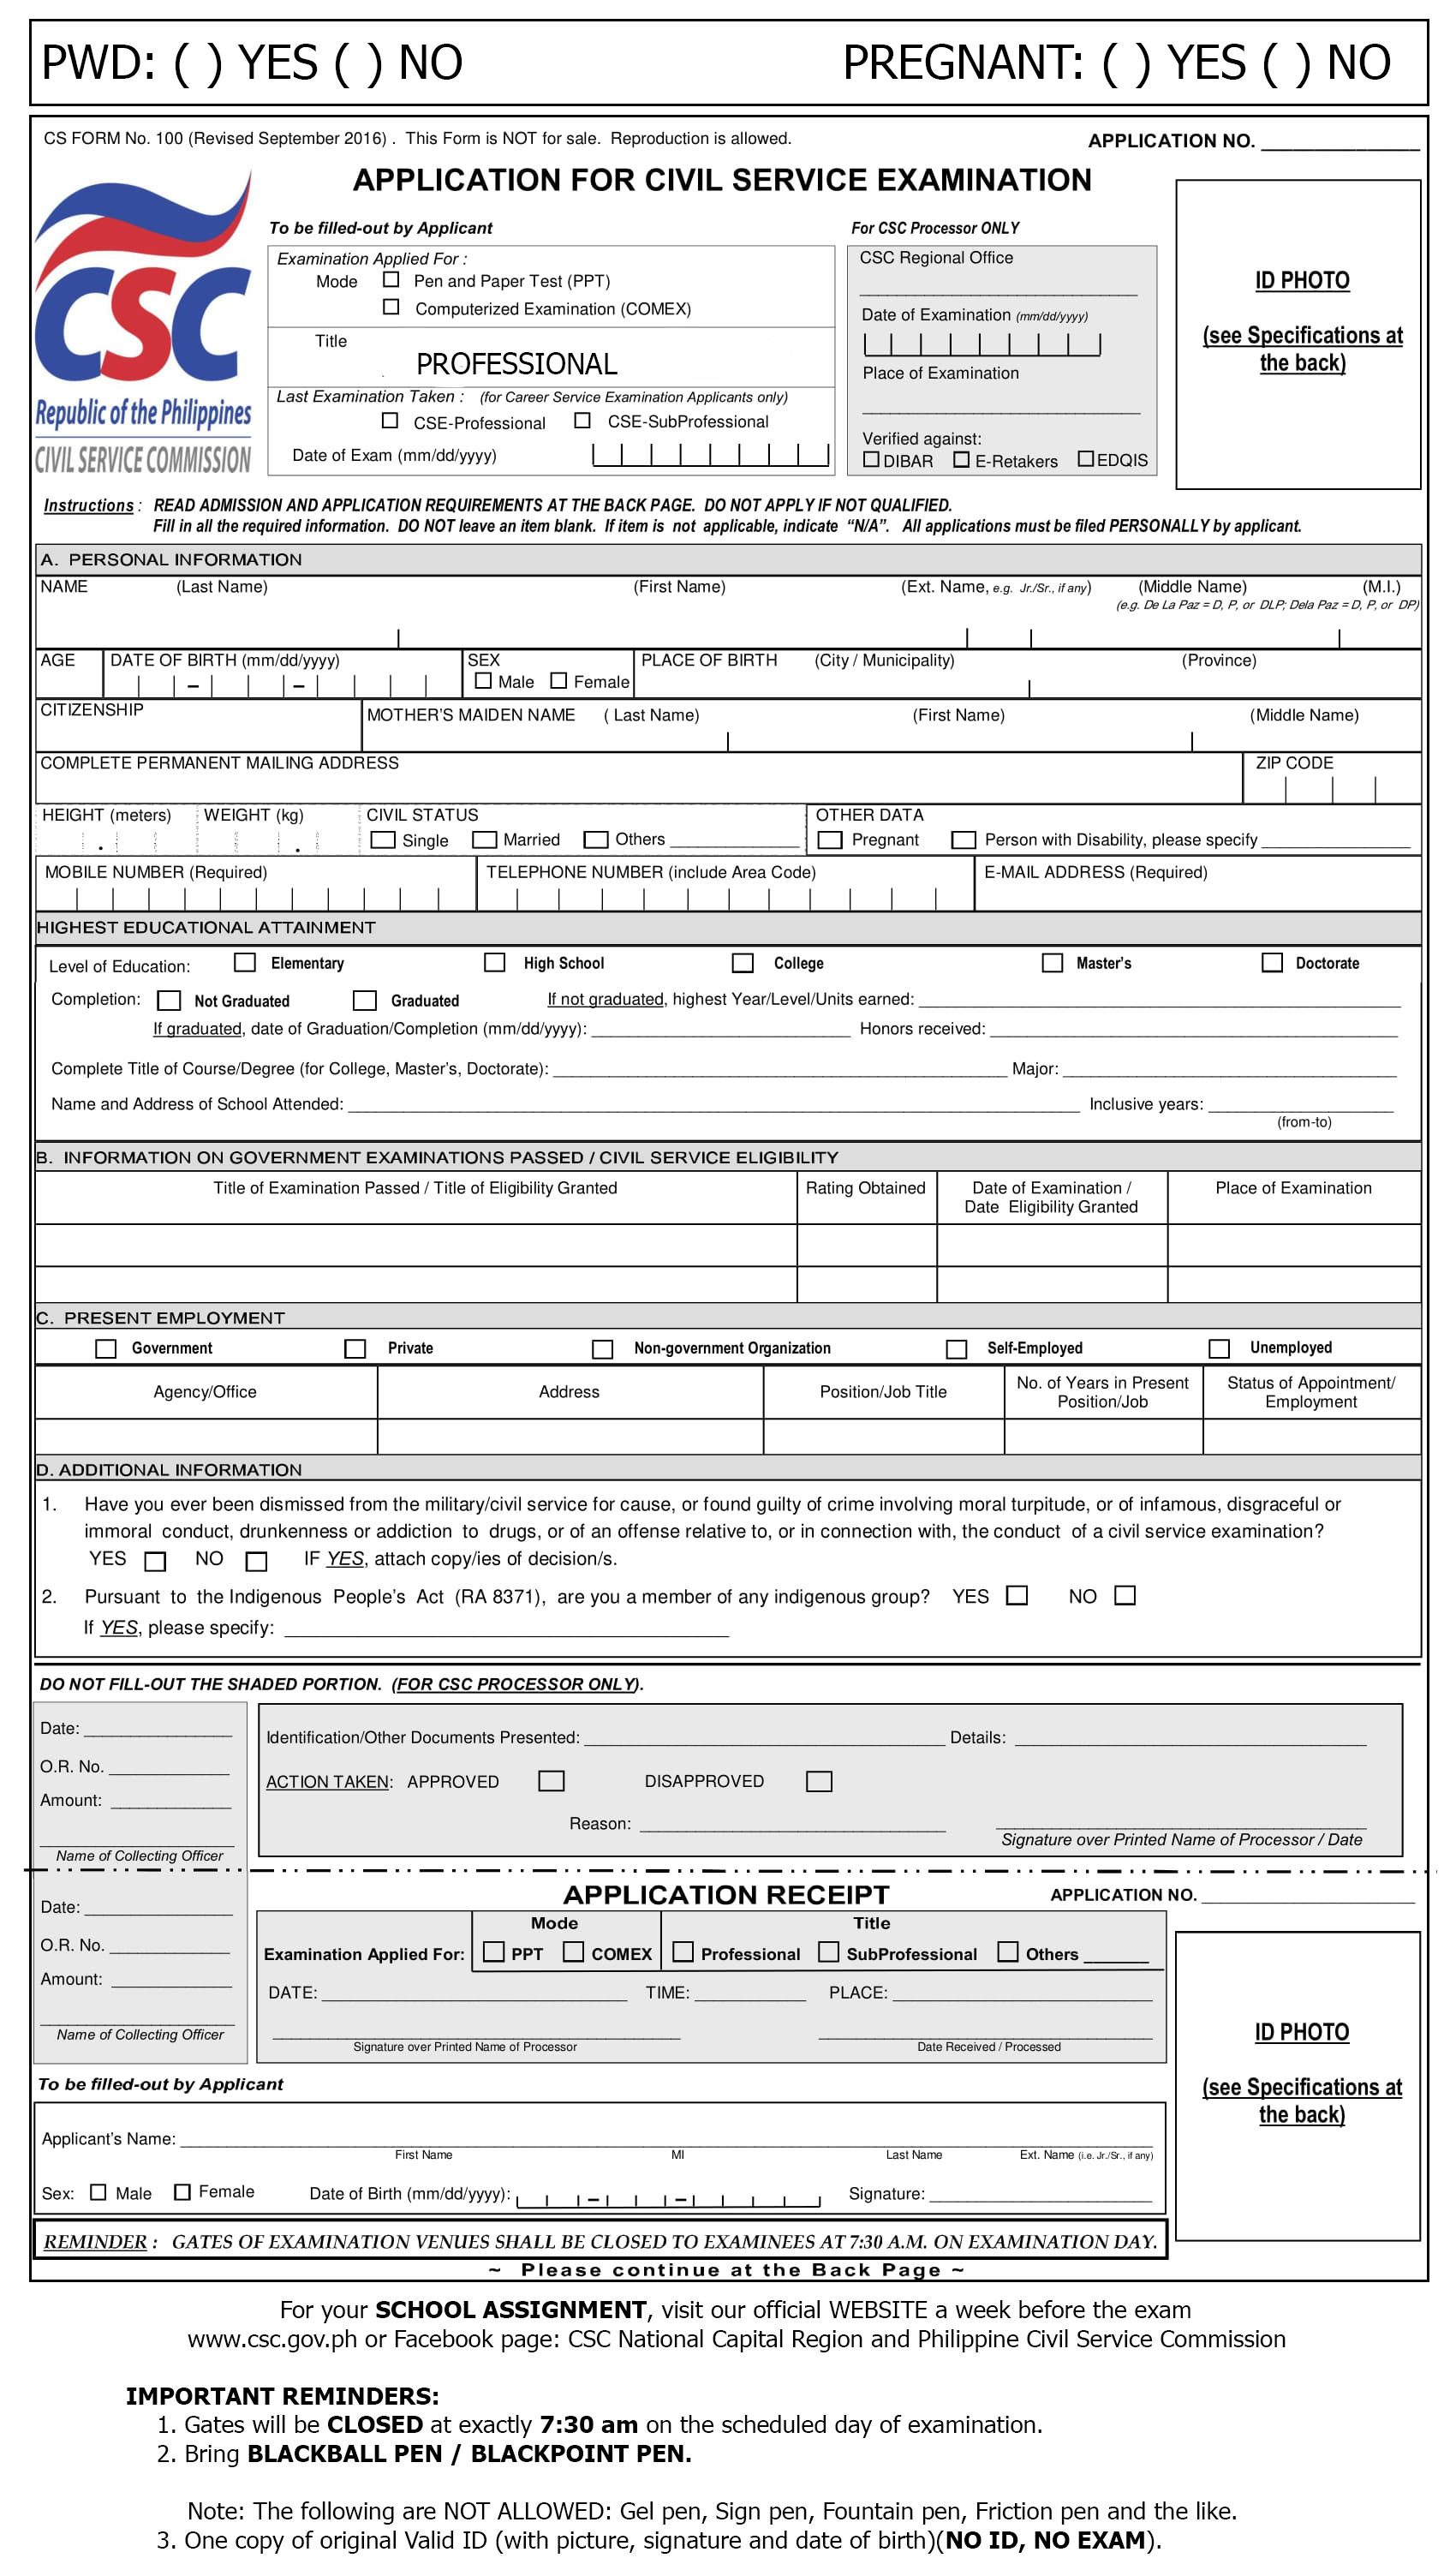 PWD: ( ) YES ( ) NO PREGNANT: ( ) YES ( ) NO
CS FORM No. 100 (Revised September 2016) . This Form is NOT for sale. Reproduction is allowed.
APPLICATION NO. ________________
APPLICATION FOR CIVIL SERVICE EXAMINATION
CSC
Republic of the Philippines
CIVIL SERVICE COMMISSION
To be filled-out by Applicant
Examination Applied For :
Mode ☐ Pen and Paper Test (PPT)
☐ Computerized Examination (COMEX)
Title
PROFESSIONAL
Last Examination Taken : (for Career Service Examination Applicants only)
☐ CSE-Professional ☐ CSE-SubProfessional
Date of Exam (mm/dd/yyyy)
For CSC Processor ONLY
CSC Regional Office
Date of Examination (mm/dd/yyyy)
Place of Examination
Verified against:
☐ DIBAR ☐ E-Retakers ☐ EDQIS
ID PHOTO
(see Specifications at
the back)
Instructions : READ ADMISSION AND APPLICATION REQUIREMENTS AT THE BACK PAGE. DO NOT APPLY IF NOT QUALIFIED.
Fill in all the required information. DO NOT leave an item blank. If item is not applicable, indicate “N/A”. All applications must be filed PERSONALLY by applicant.
A. PERSONAL INFORMATION
NAME (Last Name) (First Name) (Ext. Name, e.g. Jr./Sr., if any) (Middle Name) (M.I.)
(e.g. De La Paz = D, P, or DLP; Dela Paz = D, P, or DP)
AGE DATE OF BIRTH (mm/dd/yyyy) SEX PLACE OF BIRTH (City / Municipality) (Province)
– – ☐ Male ☐ Female
CITIZENSHIP MOTHER'S MAIDEN NAME ( Last Name) (First Name) (Middle Name)
COMPLETE PERMANENT MAILING ADDRESS ZIP CODE
HEIGHT (meters) WEIGHT (kg) CIVIL STATUS OTHER DATA
. . ☐ Single ☐ Married ☐ Others ______________ ☐ Pregnant ☐ Person with Disability, please specify ________________
MOBILE NUMBER (Required) TELEPHONE NUMBER (include Area Code) E-MAIL ADDRESS (Required)
HIGHEST EDUCATIONAL ATTAINMENT
Level of Education: ☐ Elementary ☐ High School ☐ College ☐ Master's ☐ Doctorate
Completion: ☐ Not Graduated ☐ Graduated If not graduated, highest Year/Level/Units earned: ________________
If graduated, date of Graduation/Completion (mm/dd/yyyy): ________________ Honors received: ________________
Complete Title of Course/Degree (for College, Master's, Doctorate): ________________ Major: ________________
Name and Address of School Attended: ________________ Inclusive years: ________________
(from-to)
B. INFORMATION ON GOVERNMENT EXAMINATIONS PASSED / CIVIL SERVICE ELIGIBILITY
Title of Examination Passed / Title of Eligibility Granted Rating Obtained Date of Examination / Place of Examination
Date Eligibility Granted
C. PRESENT EMPLOYMENT
☐ Government ☐ Private ☐ Non-government Organization ☐ Self-Employed ☐ Unemployed
Agency/Office Address Position/Job Title No. of Years in Present Status of Appointment/
Position/Job Employment
D. ADDITIONAL INFORMATION
1. Have you ever been dismissed from the military/civil service for cause, or found guilty of crime involving moral turpitude, or of infamous, disgraceful or
immoral conduct, drunkenness or addiction to drugs, or of an offense relative to, or in connection with, the conduct of a civil service examination?
YES ☐ NO ☐ IF YES, attach copy/ies of decision/s.
2. Pursuant to the Indigenous People's Act (RA 8371), are you a member of any indigenous group? YES ☐ NO ☐
If YES, please specify: ________________
DO NOT FILL-OUT THE SHADED PORTION. (FOR CSC PROCESSOR ONLY).
Date: ________________
O.R. No. ________________
Amount: ________________
Name of Collecting Officer
Identification/Other Documents Presented: ________________ Details: ________________
ACTION TAKEN: APPROVED ☐ DISAPPROVED ☐
Reason: ________________
Signature over Printed Name of Processor / Date
Date: ________________
O.R. No. ________________
Amount: ________________
Name of Collecting Officer
APPLICATION RECEIPT APPLICATION NO. ________________
Mode Title
Examination Applied For: ☐ PPT ☐ COMEX ☐ Professional ☐ SubProfessional ☐ Others _______
DATE: ________________ TIME: ________________ PLACE: ________________
Signature over Printed Name of Processor Date Received / Processed
ID PHOTO
(see Specifications at
the back)
To be filled-out by Applicant
Applicant's Name: ________________
First Name MI Last Name Ext. Name (i.e. Jr./Sr., if any)
Sex: ☐ Male ☐ Female Date of Birth (mm/dd/yyyy): – – Signature: ________________
REMINDER : GATES OF EXAMINATION VENUES SHALL BE CLOSED TO EXAMINEES AT 7:30 A.M. ON EXAMINATION DAY.
~ Please continue at the Back Page ~
For your SCHOOL ASSIGNMENT, visit our official WEBSITE a week before the exam
www.csc.gov.ph or Facebook page: CSC National Capital Region and Philippine Civil Service Commission
IMPORTANT REMINDERS:
1. Gates will be CLOSED at exactly 7:30 am on the scheduled day of examination.
2. Bring BLACKBALL PEN / BLACKPOINT PEN.
Note: The following are NOT ALLOWED: Gel pen, Sign pen, Fountain pen, Friction pen and the like.
3. One copy of original Valid ID (with picture, signature and date of birth)(NO ID, NO EXAM).